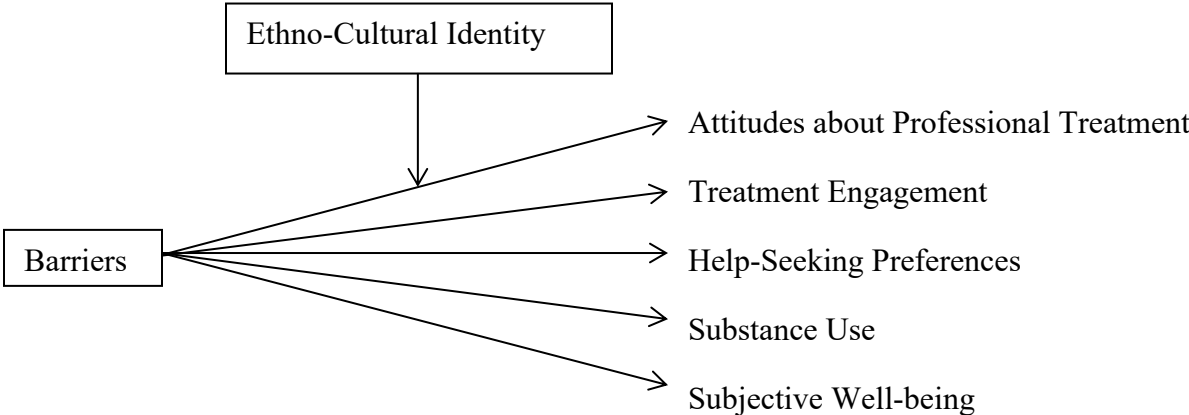 Ethno-Cultural Identity
Attitudes about Professional Treatment
Treatment Engagement
Barriers
Help-Seeking Preferences
Substance Use
Subjective Well-being